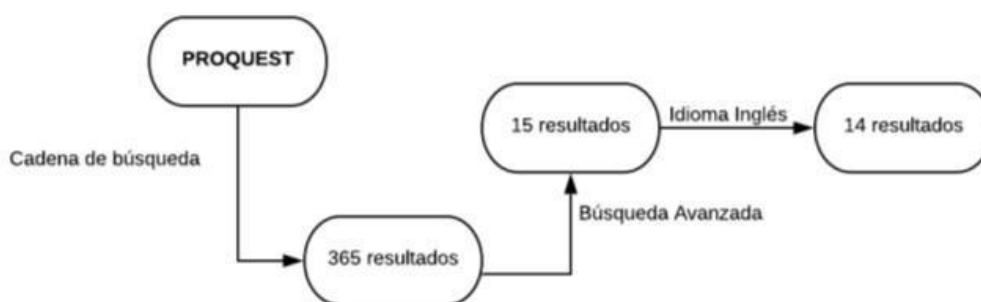 PROQUEST
Cadena de búsqueda
365 resultados
Búsqueda Avanzada
15 resultados
Idioma Inglés
14 resultados